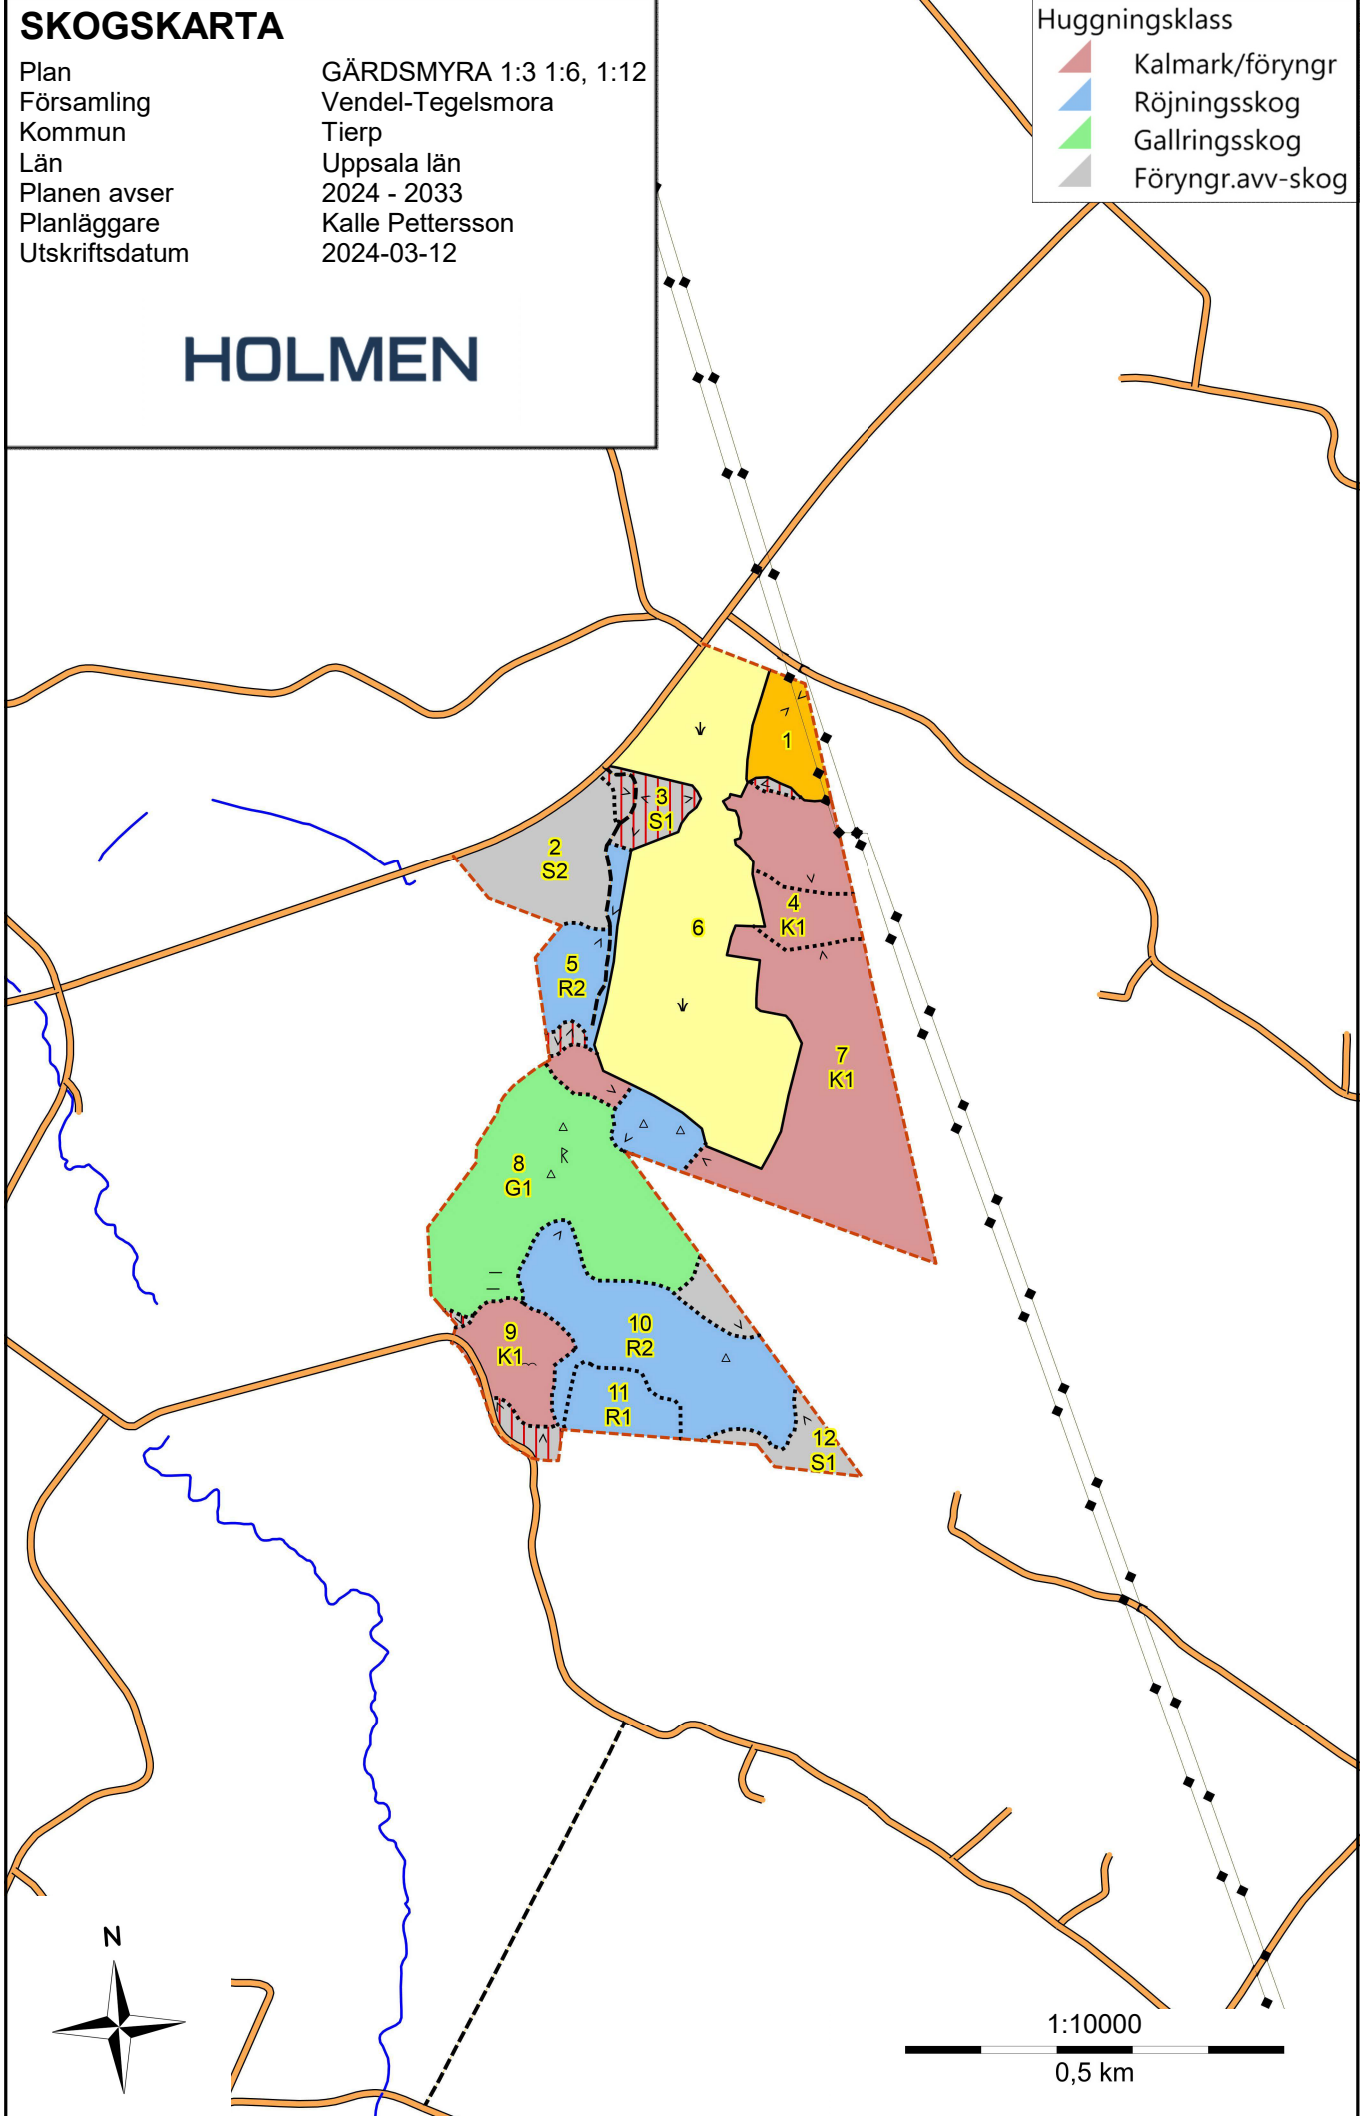 SKOGSKARTA
Plan GÄRDSMYRA 1:3 1:6, 1:12
Församling Vendel-Tegelsmora
Kommun Tierp
Län Uppsala län
Planen avser 2024 - 2033
Planläggare Kalle Pettersson
Utskriftsdatum 2024-03-12
HOLMEN
Huggningsklass
Kalmark/föryngr
Röjningsskog
Gallringsskog
Föryngr.avv-skog
1
3
S1
2
S2
4
K1
6
5
R2
7
K1
8
G1
9
K1
10
R2
11
R1
12
S1
N
1:10000
0,5 km